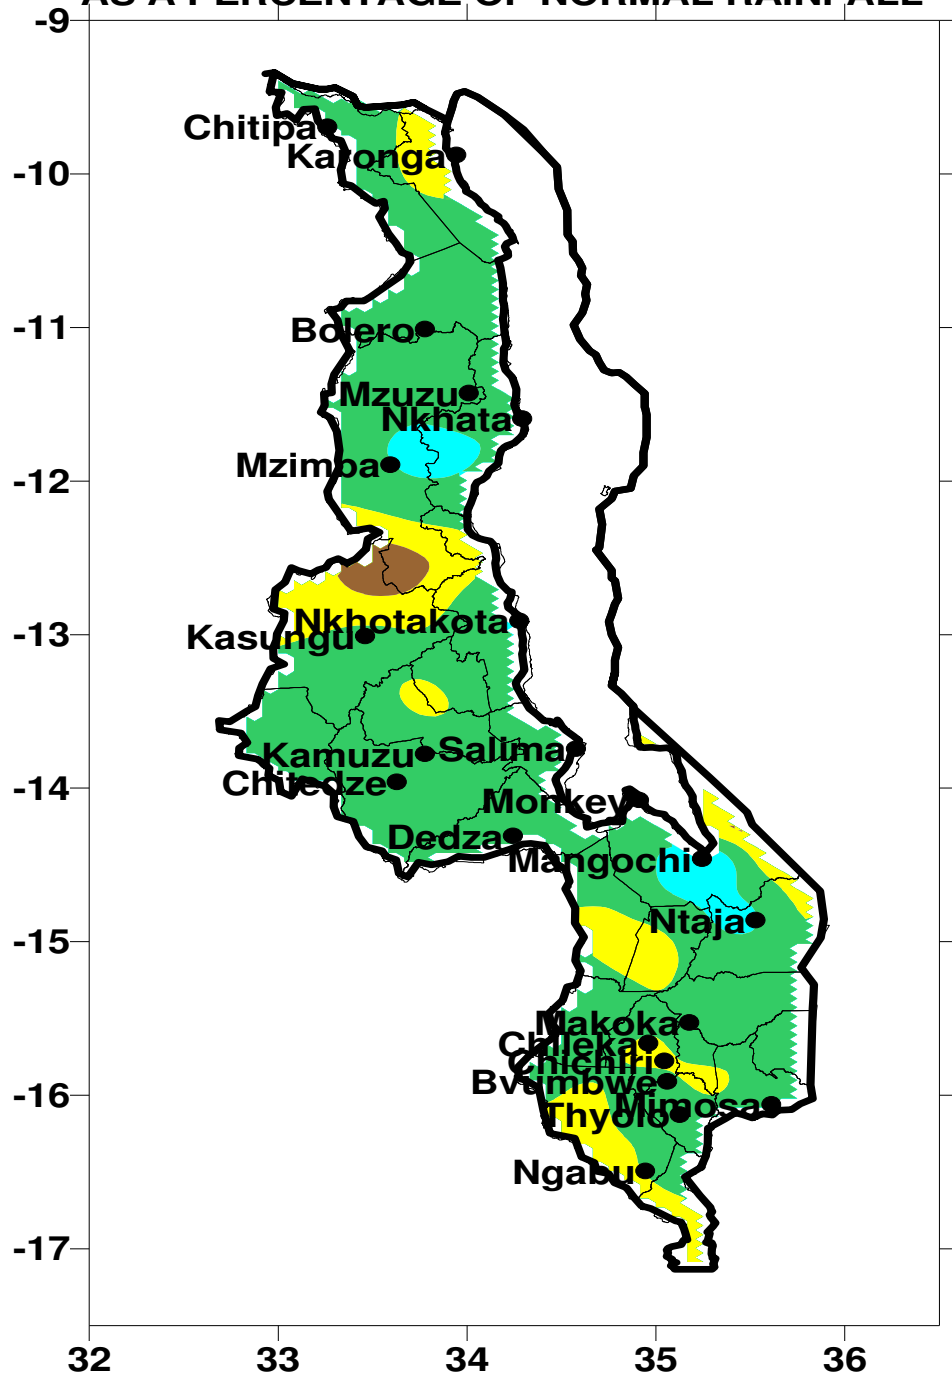 AS A PERCENTAGE OF NORMAL RAINFALL
-9
Chitipa
Karonga
-10
Bolero
-11
Mzuzu
Nkhata
Mzimba
-12
Nkhotakota
Kasungu
-13
Salima
Kamuzu
Chitedze
-14
Monkey
Dedza
Mangochi
Ntaja
-15
Makoka
Chileka
Chichiri
Bvumbwe
-16
Mimosa
Thyolo
Ngabu
-17
32 33 34 35 36